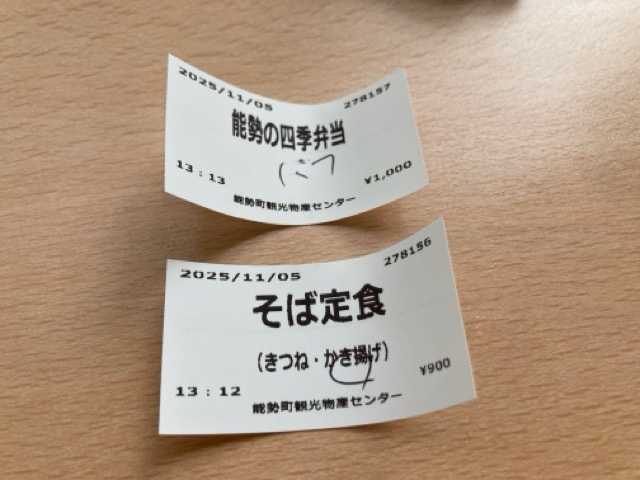 2025/11/05
278157
能勢の四季弁当
13:13
¥1,000
能勢町観光物産センター
2025/11/05
278156
そば定食
(きつね・かき揚げ)
13:12
¥900
能勢町観光物産センター